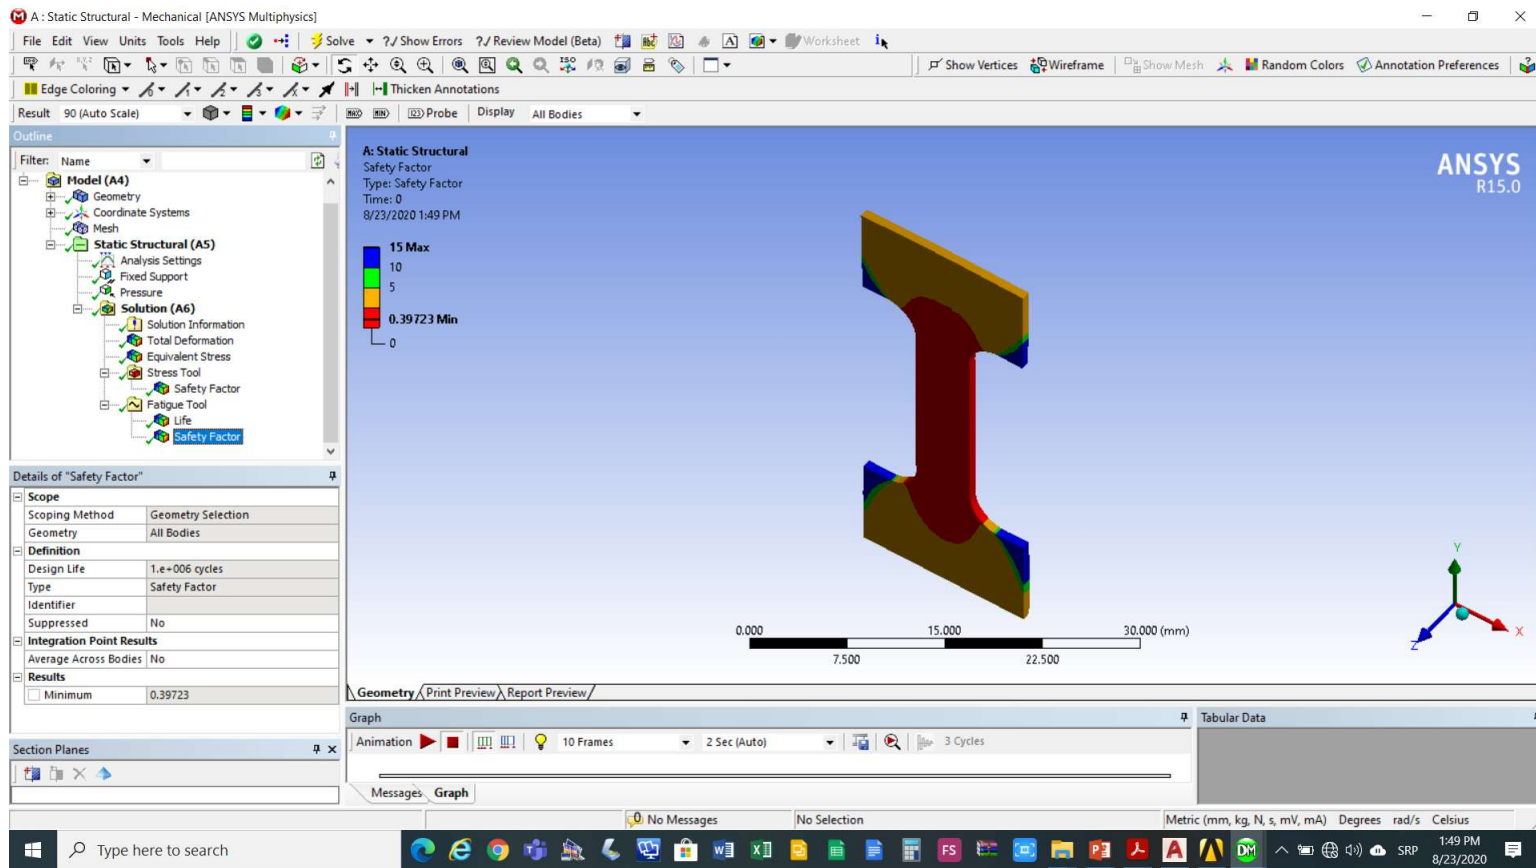 A : Static Structural - Mechanical [ANSYS Multiphysics]
File Edit View Units Tools Help Solve ?/ Show Errors ?/ Review Model (Beta) A Worksheet
ISO Show Vertices Wireframe Show Mesh Random Colors Annotation Preferences
Edge Coloring Thicken Annotations
Result 90 (Auto Scale) MAX MIN 123 Probe Display All Bodies
Outline
Filter: Name
Model (A4)
Geometry
Coordinate Systems
Mesh
Static Structural (A5)
Analysis Settings
Fixed Support
Pressure
Solution (A6)
Solution Information
Total Deformation
Equivalent Stress
Stress Tool
Safety Factor
Fatigue Tool
Life
Safety Factor
Details of "Safety Factor"
Scope
Scoping Method Geometry Selection
Geometry All Bodies
Definition
Design Life 1.e+006 cycles
Type Safety Factor
Identifier
Suppressed No
Integration Point Results
Average Across Bodies No
Results
Minimum 0.39723
Section Planes
A: Static Structural
Safety Factor
Type: Safety Factor
Time: 0
8/23/2020 1:49 PM
15 Max
10
5
0.39723 Min
0
ANSYS
R15.0
0.000 15.000 30.000 (mm)
7.500 22.500
Y
X
Z
Geometry Print Preview Report Preview
Graph
Animation 10 Frames 2 Sec (Auto) 3 Cycles
Messages Graph
Tabular Data
No Messages No Selection Metric (mm, kg, N, s, mV, mA) Degrees rad/s Celsius
Type here to search FS DM SRP 1:49 PM
8/23/2020